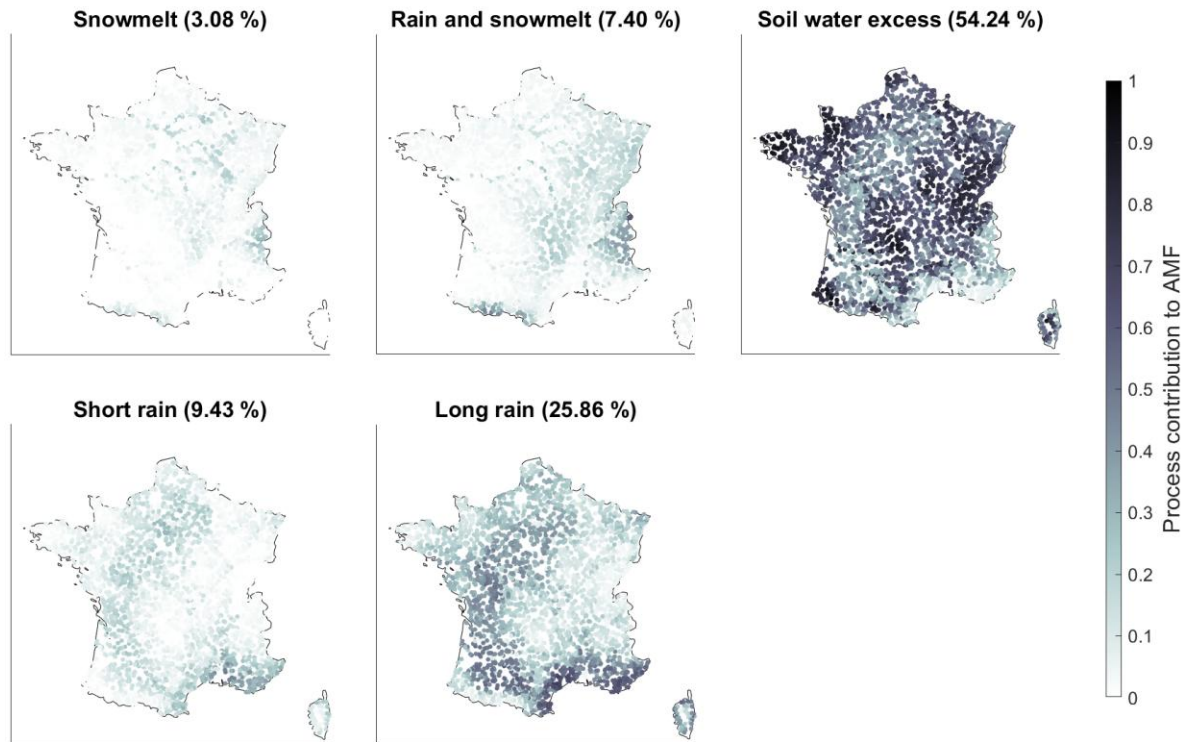 Snowmelt (3.08 %)
Rain and snowmelt (7.40 %)
Soil water excess (54.24 %)
Short rain (9.43 %)
Long rain (25.86 %)
1
0.9
0.8
0.7
0.6
0.5
0.4
0.3
0.2
0.1
0
Process contribution to AMF